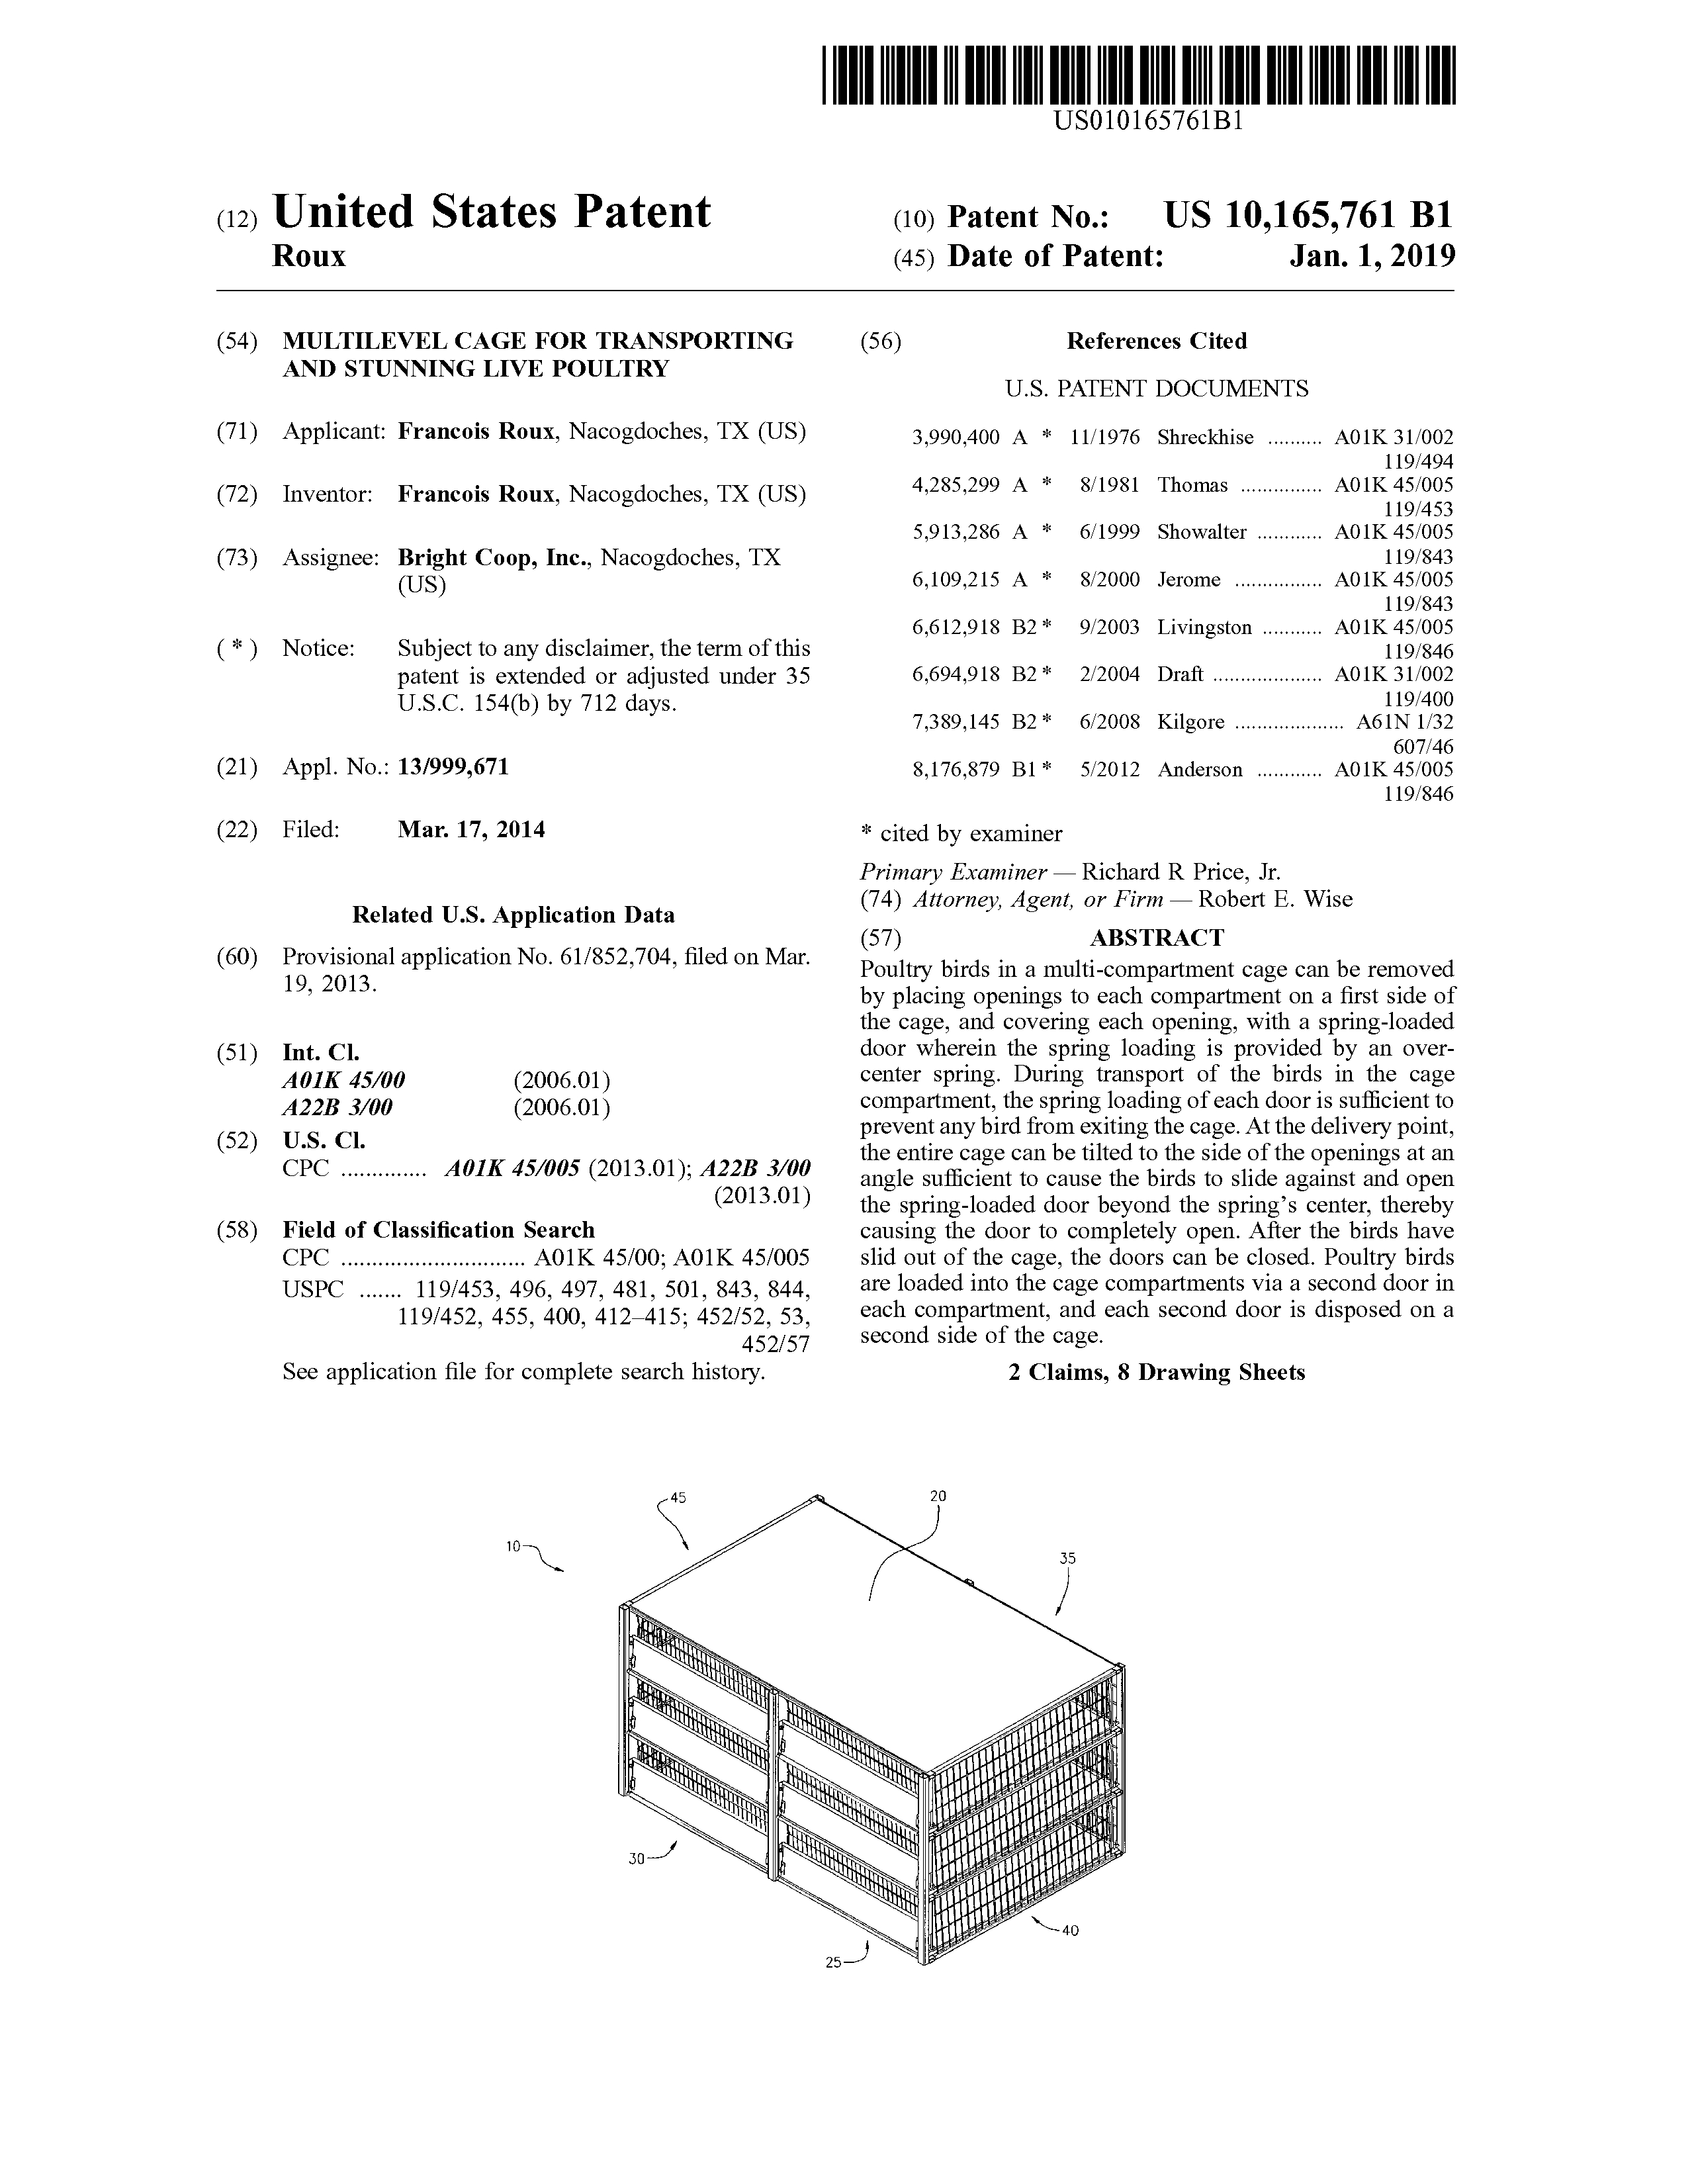 US010165761B1
(12) United States Patent
Roux
(10) Patent No.: US 10,165,761 B1
(45) Date of Patent: Jan. 1, 2019
(54) MULTILEVEL CAGE FOR TRANSPORTING
AND STUNNING LIVE POULTRY
(71) Applicant: Francois Roux, Nacogdoches, TX (US)
(72) Inventor: Francois Roux, Nacogdoches, TX (US)
(73) Assignee: Bright Coop, Inc., Nacogdoches, TX
(US)
( * ) Notice: Subject to any disclaimer, the term of this
patent is extended or adjusted under 35
U.S.C. 154(b) by 712 days.
(21) Appl. No.: 13/999,671
(22) Filed: Mar. 17, 2014
Related U.S. Application Data
(60) Provisional application No. 61/852,704, filed on Mar.
19, 2013.
(51) Int. Cl.
A01K 45/00 (2006.01)
A22B 3/00 (2006.01)
(52) U.S. Cl.
CPC .............. A01K 45/005 (2013.01); A22B 3/00
(2013.01)
(58) Field of Classification Search
CPC .............................. A01K 45/00; A01K 45/005
USPC ....... 119/453, 496, 497, 481, 501, 843, 844,
119/452, 455, 400, 412–415; 452/52, 53,
452/57
See application file for complete search history.
(56) References Cited
U.S. PATENT DOCUMENTS
3,990,400 A * 11/1976 Shreckhise .......... A01K 31/002
119/494
4,285,299 A * 8/1981 Thomas ............... A01K 45/005
119/453
5,913,286 A * 6/1999 Showalter ............ A01K 45/005
119/843
6,109,215 A * 8/2000 Jerome ................ A01K 45/005
119/843
6,612,918 B2 * 9/2003 Livingston ........... A01K 45/005
119/846
6,694,918 B2 * 2/2004 Draft .................... A01K 31/002
119/400
7,389,145 B2 * 6/2008 Kilgore .................... A61N 1/32
607/46
8,176,879 B1 * 5/2012 Anderson ............ A01K 45/005
119/846
* cited by examiner
Primary Examiner — Richard R Price, Jr.
(74) Attorney, Agent, or Firm — Robert E. Wise
(57) ABSTRACT
Poultry birds in a multi-compartment cage can be removed
by placing openings to each compartment on a first side of
the cage, and covering each opening, with a spring-loaded
door wherein the spring loading is provided by an over-
center spring. During transport of the birds in the cage
compartment, the spring loading of each door is sufficient to
prevent any bird from exiting the cage. At the delivery point,
the entire cage can be tilted to the side of the openings at an
angle sufficient to cause the birds to slide against and open
the spring-loaded door beyond the spring's center, thereby
causing the door to completely open. After the birds have
slid out of the cage, the doors can be closed. Poultry birds
are loaded into the cage compartments via a second door in
each compartment, and each second door is disposed on a
second side of the cage.
2 Claims, 8 Drawing Sheets
45
20
10
35
30
40
25